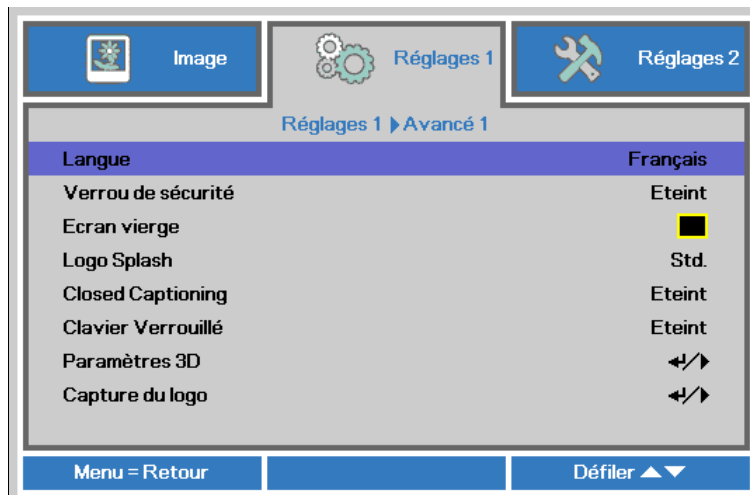 Image
Réglages 1
Réglages 2
Réglages 1 ▶ Avancé 1
Langue Français
Verrou de sécurité Eteint
Ecran vierge
Logo Splash Std.
Closed Captioning Eteint
Clavier Verrouillé Eteint
Paramètres 3D ↵/▶
Capture du logo ↵/▶
Menu = Retour Défiler ▲▼